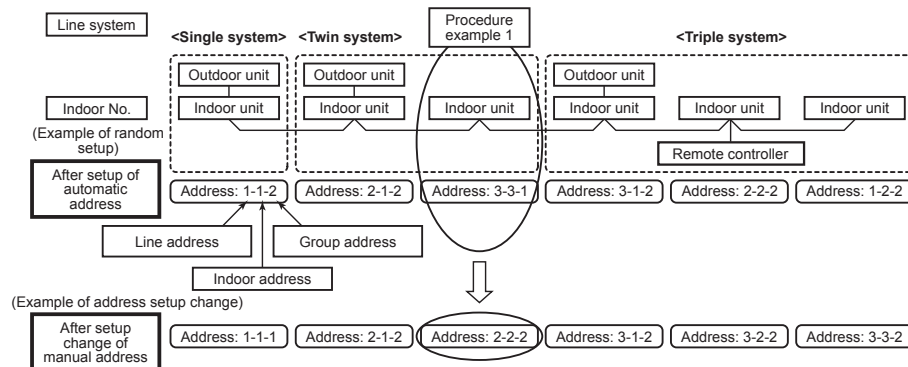 Line system
<Single system>
<Twin system>
Procedure
example 1
<Triple system>
Outdoor unit
Outdoor unit
Outdoor unit
Indoor No.
Indoor unit
Indoor unit
Indoor unit
Indoor unit
Indoor unit
Indoor unit
(Example of random
setup)
Remote controller
After setup of
automatic
address
Address: 1-1-2
Address: 2-1-2
Address: 3-3-1
Address: 3-1-2
Address: 2-2-2
Address: 1-2-2
Line address
Group address
Indoor address
(Example of address setup change)
After setup
change of
manual address
Address: 1-1-1
Address: 2-1-2
Address: 2-2-2
Address: 3-1-2
Address: 3-2-2
Address: 3-3-2